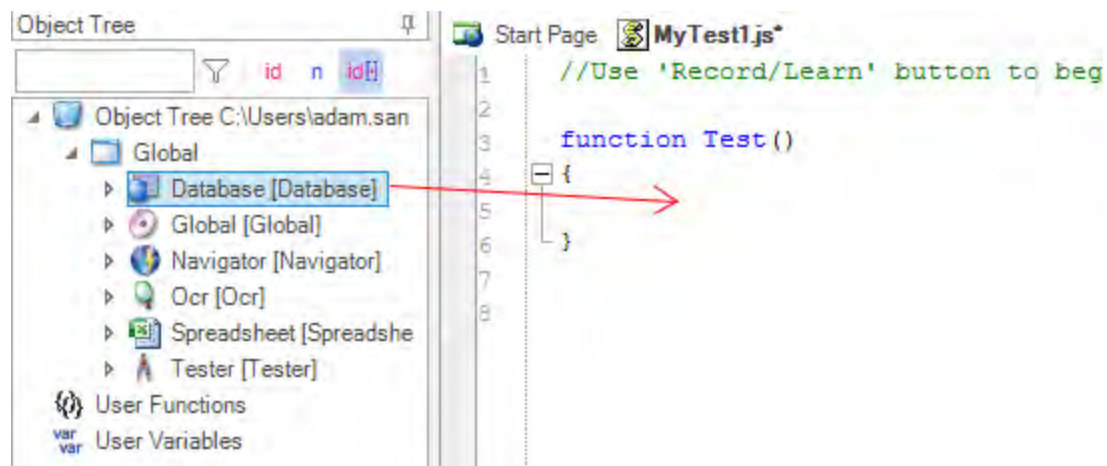 Object Tree
id n id[-]
Object Tree C:\Users\adam.san
Global
Database [Database]
Global [Global]
Navigator [Navigator]
Ocr [Ocr]
Spreadsheet [Spreadshe
Tester [Tester]
{()} User Functions
var var User Variables
Start Page MyTest1.js*
1 //Use 'Record/Learn' button to beg
2
3 function Test()
4 {
5
6 }
7
8